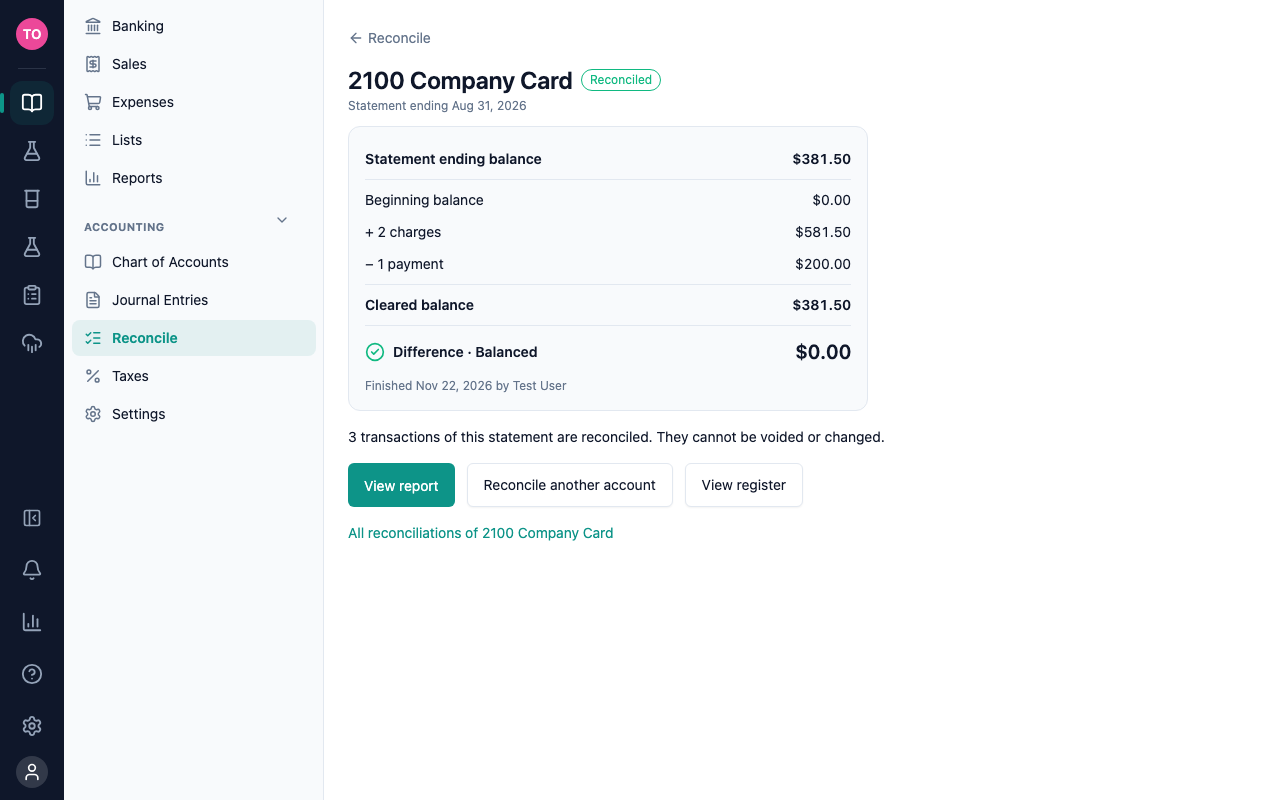 TO
Banking
Sales
Expenses
Lists
Reports
ACCOUNTING
Chart of Accounts
Journal Entries
Reconcile
Taxes
Settings
Reconcile
2100 Company Card Reconciled
Statement ending Aug 31, 2026
Statement ending balance $381.50
Beginning balance $0.00
+ 2 charges $581.50
− 1 payment $200.00
Cleared balance $381.50
Difference · Balanced $0.00
Finished Nov 22, 2026 by Test User
3 transactions of this statement are reconciled. They cannot be voided or changed.
View report Reconcile another account View register
All reconciliations of 2100 Company Card